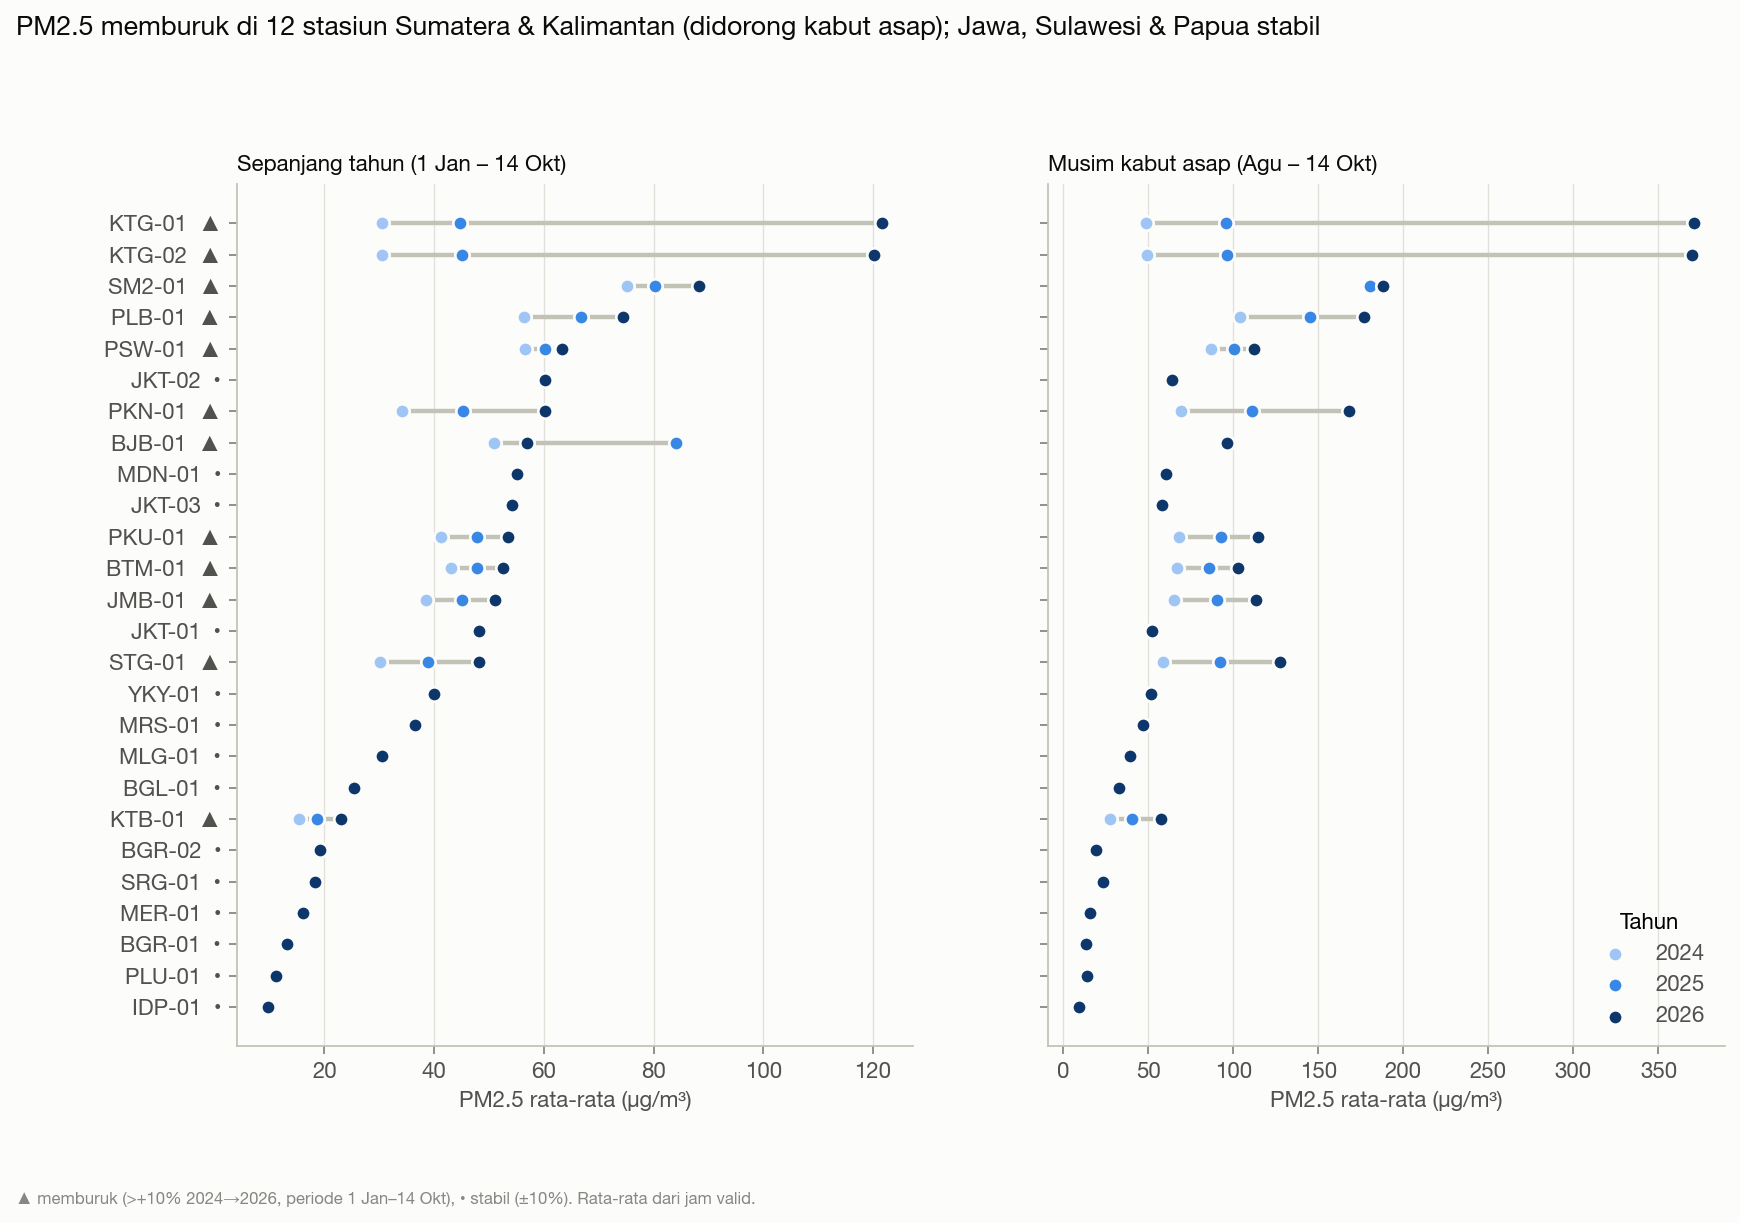 PM2.5 memburuk di 12 stasiun Sumatera & Kalimantan (didorong kabut asap); Jawa, Sulawesi & Papua stabil
Sepanjang tahun (1 Jan – 14 Okt)
KTG-01 ▲
KTG-02 ▲
SM2-01 ▲
PLB-01 ▲
PSW-01 ▲
JKT-02 •
PKN-01 ▲
BJB-01 ▲
MDN-01 •
JKT-03 •
PKU-01 ▲
BTM-01 ▲
JMB-01 ▲
JKT-01 •
STG-01 ▲
YKY-01 •
MRS-01 •
MLG-01 •
BGL-01 •
KTB-01 ▲
BGR-02 •
SRG-01 •
MER-01 •
BGR-01 •
PLU-01 •
IDP-01 •
20 40 60 80 100 120
PM2.5 rata-rata (µg/m³)
Musim kabut asap (Agu – 14 Okt)
Tahun
2024
2025
2026
0 50 100 150 200 250 300 350
PM2.5 rata-rata (µg/m³)
▲ memburuk (>+10% 2024→2026, periode 1 Jan–14 Okt), • stabil (±10%). Rata-rata dari jam valid.